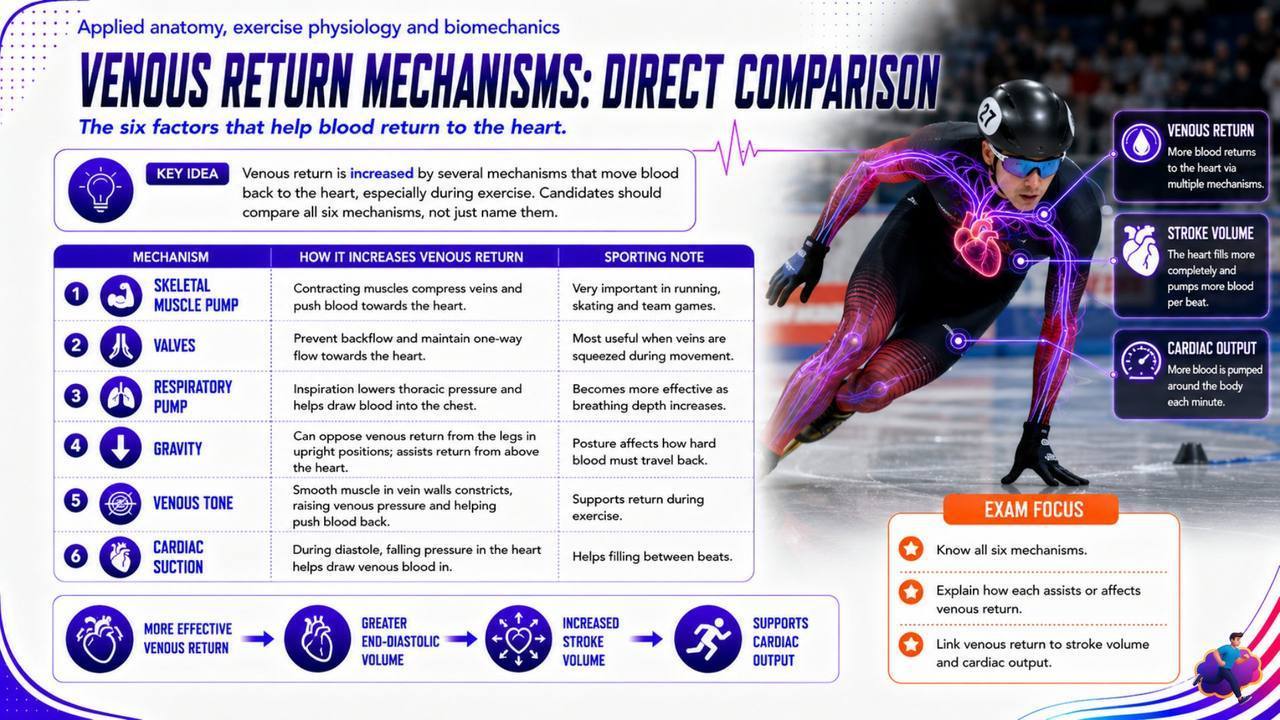 Applied anatomy, exercise physiology and biomechanics
VENOUS RETURN MECHANISMS: DIRECT COMPARISON
The six factors that help blood return to the heart.
KEY IDEA
Venous return is increased by several mechanisms that move blood
back to the heart, especially during exercise. Candidates should
compare all six mechanisms, not just name them.
MECHANISM
HOW IT INCREASES VENOUS RETURN
SPORTING NOTE
1
SKELETAL
MUSCLE PUMP
Contracting muscles compress veins and
push blood towards the heart.
Very important in running,
skating and team games.
2
VALVES
Prevent backflow and maintain one-way
flow towards the heart.
Most useful when veins are
squeezed during movement.
3
RESPIRATORY
PUMP
Inspiration lowers thoracic pressure and
helps draw blood into the chest.
Becomes more effective as
breathing depth increases.
4
GRAVITY
Can oppose venous return from the legs in
upright positions; assists return from above
the heart.
Posture affects how hard
blood must travel back.
5
VENOUS TONE
Smooth muscle in vein walls constricts,
raising venous pressure and helping
push blood back.
Supports return during
exercise.
6
CARDIAC
SUCTION
During diastole, falling pressure in the heart
helps draw venous blood in.
Helps filling between beats.
MORE EFFECTIVE
VENOUS RETURN
GREATER
END-DIASTOLIC
VOLUME
INCREASED
STROKE
VOLUME
SUPPORTS
CARDIAC
OUTPUT
27
VENOUS RETURN
More blood returns
to the heart via
multiple mechanisms.
STROKE VOLUME
The heart fills more
completely and
pumps more blood
per beat.
CARDIAC OUTPUT
More blood is pumped
around the body
each minute.
EXAM FOCUS
Know all six mechanisms.
Explain how each assists or affects
venous return.
Link venous return to stroke volume
and cardiac output.